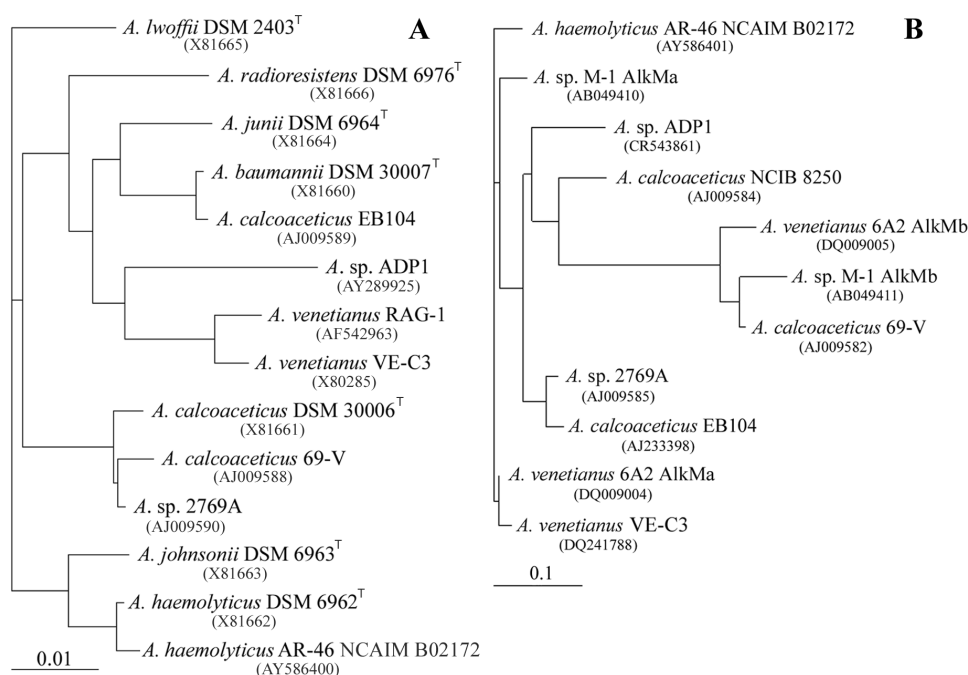 A
A. lwoffii DSM 2403T
(X81665)
A. radioresistens DSM 6976T
(X81666)
A. junii DSM 6964T
(X81664)
A. baumannii DSM 30007T
(X81660)
A. calcoaceticus EB104
(AJ009589)
A. sp. ADP1
(AY289925)
A. venetianus RAG-1
(AF542963)
A. venetianus VE-C3
(X80285)
A. calcoaceticus DSM 30006T
(X81661)
A. calcoaceticus 69-V
(AJ009588)
A. sp. 2769A
(AJ009590)
A. johnsonii DSM 6963T
(X81663)
A. haemolyticus DSM 6962T
(X81662)
A. haemolyticus AR-46 NCAIM B02172
(AY586400)
0.01
B
A. haemolyticus AR-46 NCAIM B02172
(AY586401)
A. sp. M-1 AlkMa
(AB049410)
A. sp. ADP1
(CR543861)
A. calcoaceticus NCIB 8250
(AJ009584)
A. venetianus 6A2 AlkMb
(DQ009005)
A. sp. M-1 AlkMb
(AB049411)
A. calcoaceticus 69-V
(AJ009582)
A. sp. 2769A
(AJ009585)
A. calcoaceticus EB104
(AJ233398)
A. venetianus 6A2 AlkMa
(DQ009004)
A. venetianus VE-C3
(DQ241788)
0.1